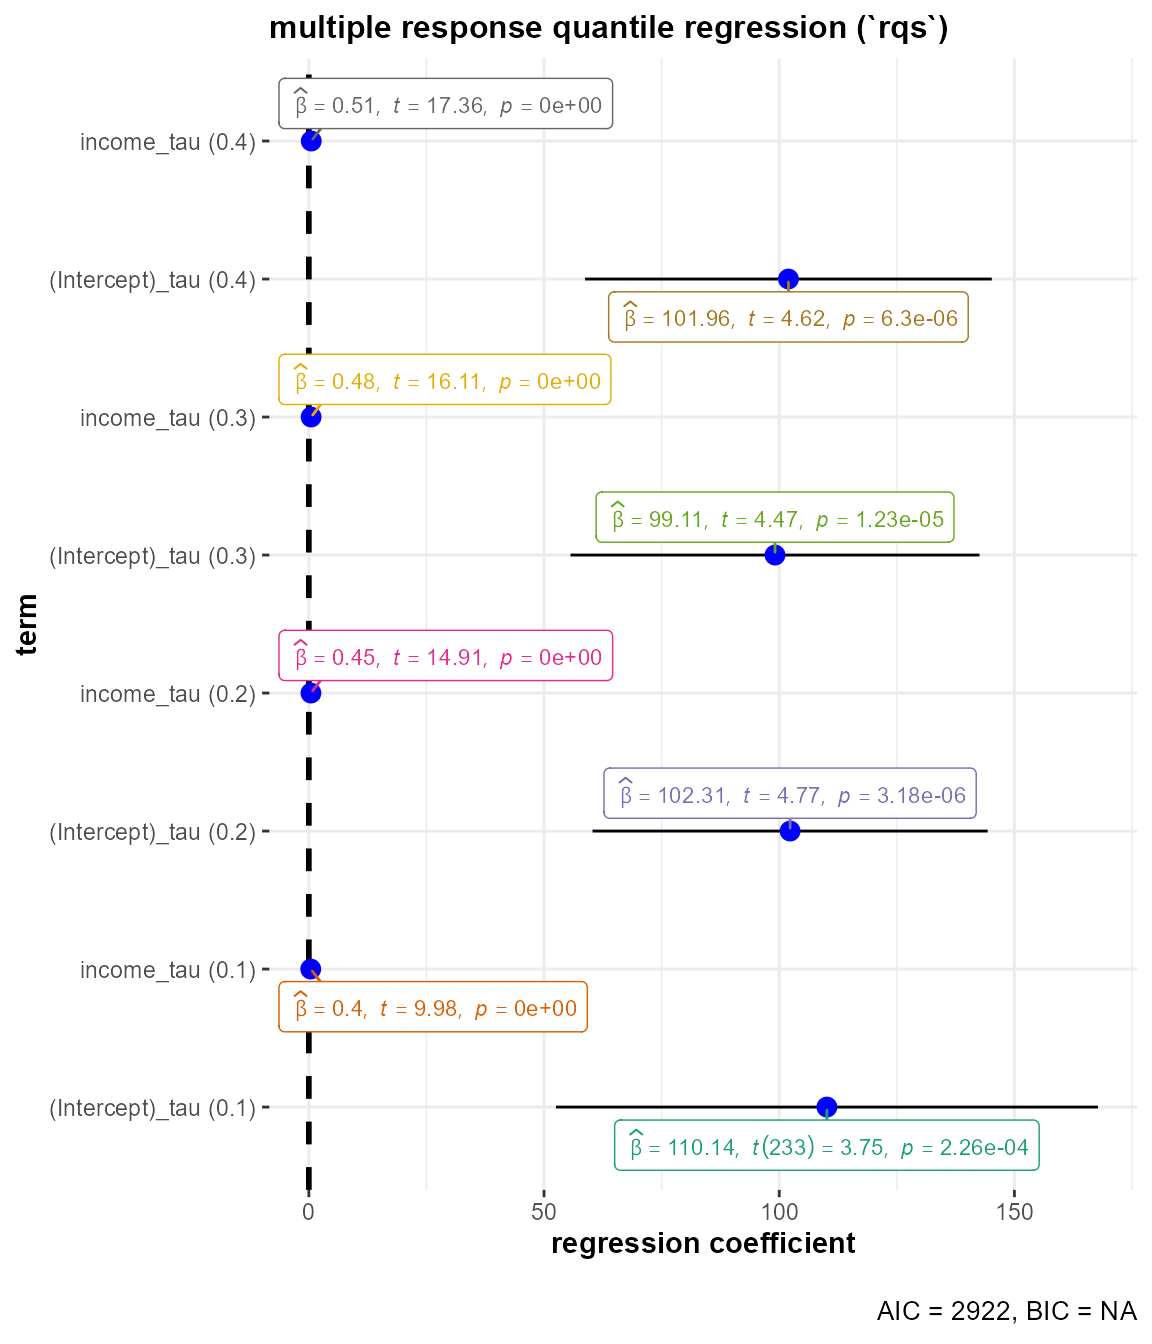 multiple response quantile regression (`rqs`)
β̂ = 0.51, t = 17.36, p = 0e+00
income_tau (0.4)
(Intercept)_tau (0.4)
β̂ = 101.96, t = 4.62, p = 6.3e-06
β̂ = 0.48, t = 16.11, p = 0e+00
income_tau (0.3)
β̂ = 99.11, t = 4.47, p = 1.23e-05
(Intercept)_tau (0.3)
term
β̂ = 0.45, t = 14.91, p = 0e+00
income_tau (0.2)
β̂ = 102.31, t = 4.77, p = 3.18e-06
(Intercept)_tau (0.2)
income_tau (0.1)
β̂ = 0.4, t = 9.98, p = 0e+00
(Intercept)_tau (0.1)
β̂ = 110.14, t(233) = 3.75, p = 2.26e-04
0 50 100 150
regression coefficient
AIC = 2922, BIC = NA